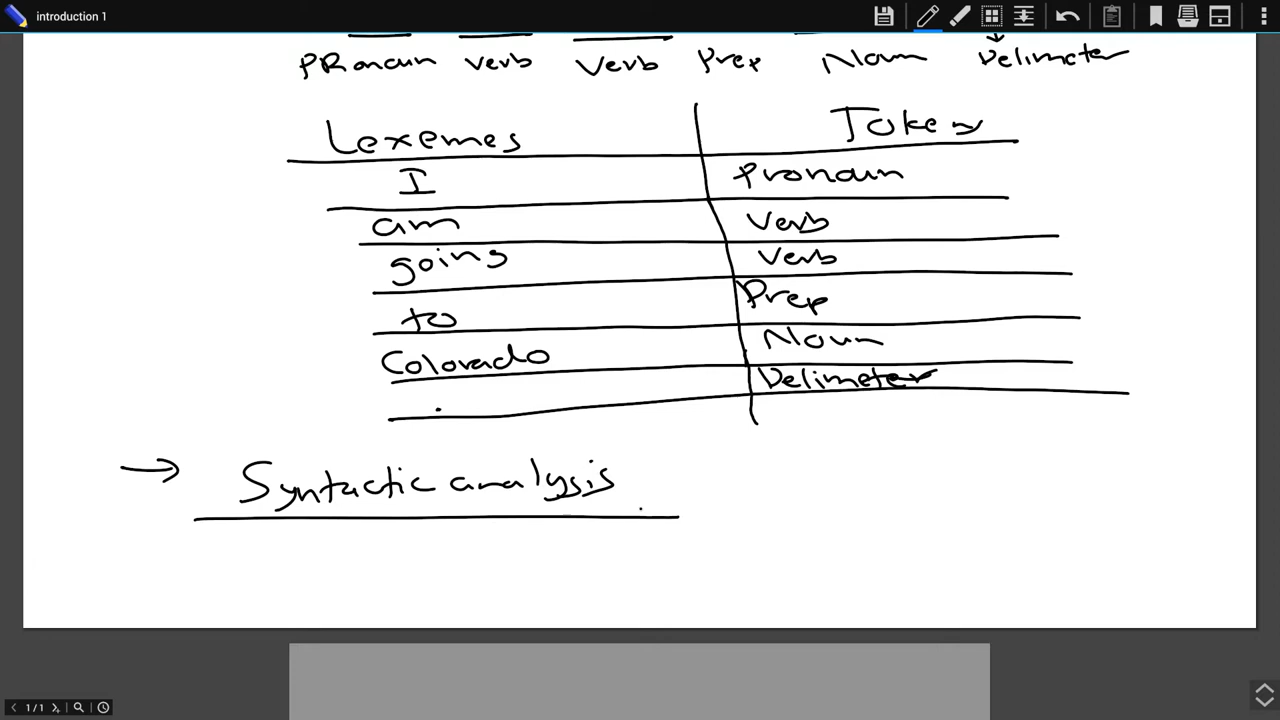 introduction 1
PRonoun verb Verb Prep Noun Delimeter
Lexemes Tokens
I Pronoun
am Verb
going Verb
to Prep
Colorado Noun
. Delimeter
→ Syntactic analysis
1/1